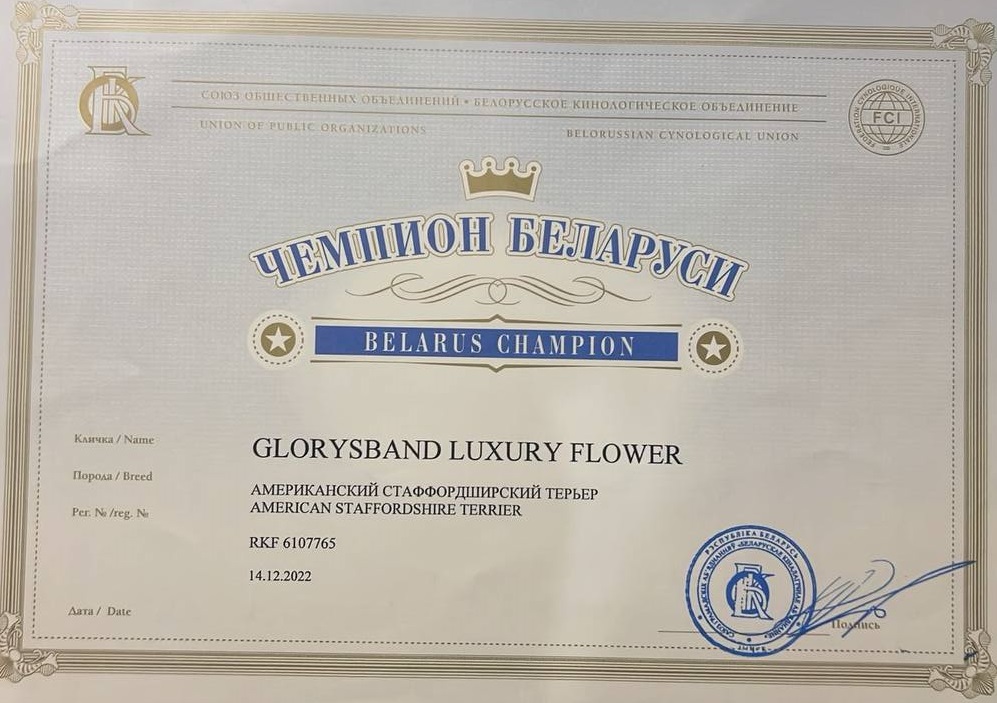 СОЮЗ ОБЩЕСТВЕННЫХ ОБЪЕДИНЕНИЙ • БЕЛОРУССКОЕ КИНОЛОГИЧЕСКОЕ ОБЪЕДИНЕНИЕ
UNION OF PUBLIC ORGANIZATIONS BELORUSSIAN CYNOLOGICAL UNION
FEDERATION CYNOLOGIQUE INTERNATIONALE
FCI
ЧЕМПИОН БЕЛАРУСИ
BELARUS CHAMPION
Кличка / Name GLORYSBAND LUXURY FLOWER
Порода / Breed АМЕРИКАНСКИЙ СТАФФОРДШИРСКИЙ ТЕРЬЕР
AMERICAN STAFFORDSHIRE TERRIER
Рег. № /reg. № RKF 6107765
14.12.2022
Дата / Date
РЭСПУБЛІКА БЕЛАРУСЬ
Подпись